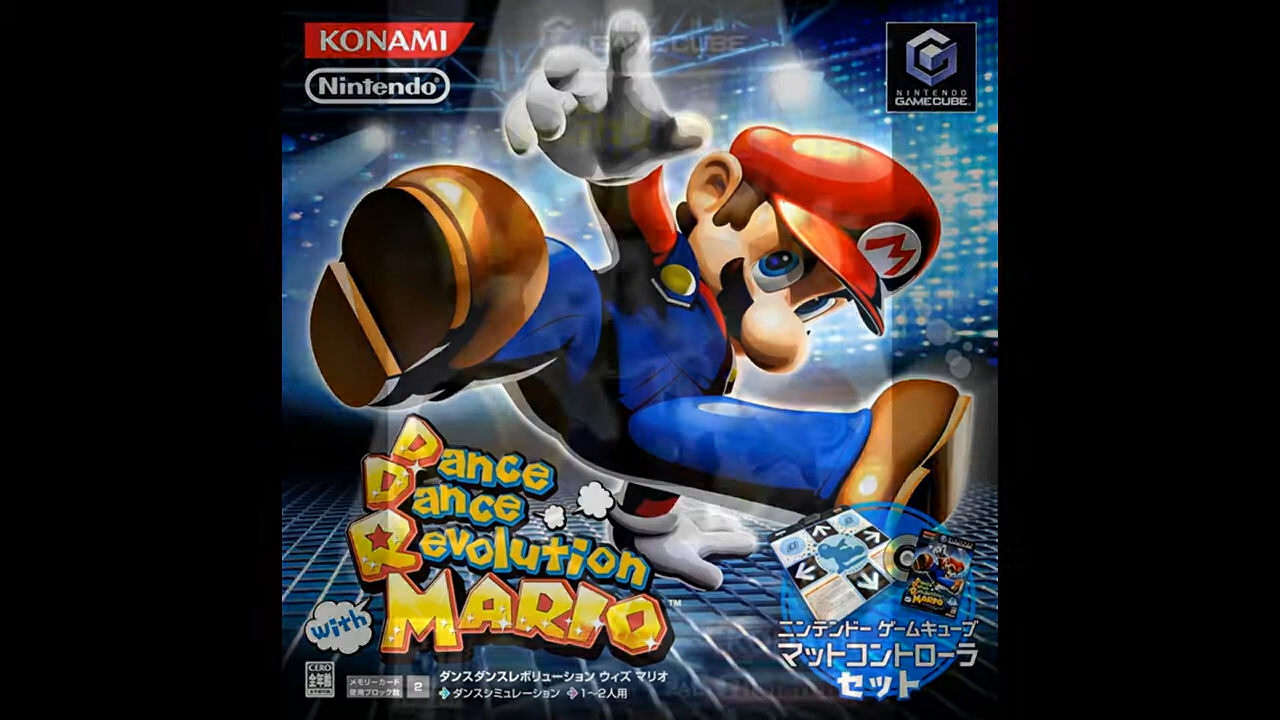 KONAMI
Nintendo
NINTENDO
GAMECUBE
M
Dance
Dance
Revolution
with MARIO™
ニンテンドー ゲームキューブ
マットコントローラ
セット
CERO
全年齢
メモリーカード
使用ブロック数
2
ダンスダンスレボリューション ウィズ マリオ
ダンスシミュレーション 1~2人用